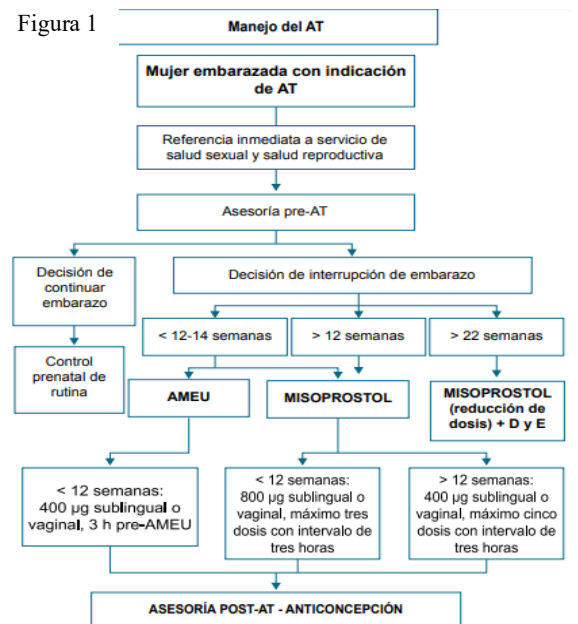 Figura 1
Manejo del AT
Mujer embarazada con indicación
de AT
Referencia inmediata a servicio de
salud sexual y salud reproductiva
Asesoría pre-AT
Decisión de
continuar
embarazo
Decisión de interrupción de embarazo
Control
prenatal de
rutina
< 12-14 semanas
> 12 semanas
> 22 semanas
AMEU
MISOPROSTOL
MISOPROSTOL
(reducción de
dosis) + D y E
< 12 semanas:
400 µg sublingual o
vaginal, 3 h pre-AMEU
< 12 semanas:
800 µg sublingual o
vaginal, máximo tres
dosis con intervalo de
tres horas
> 12 semanas:
400 µg sublingual o
vaginal, máximo cinco
dosis con intervalo de
tres horas
ASESORÍA POST-AT - ANTICONCEPCIÓN